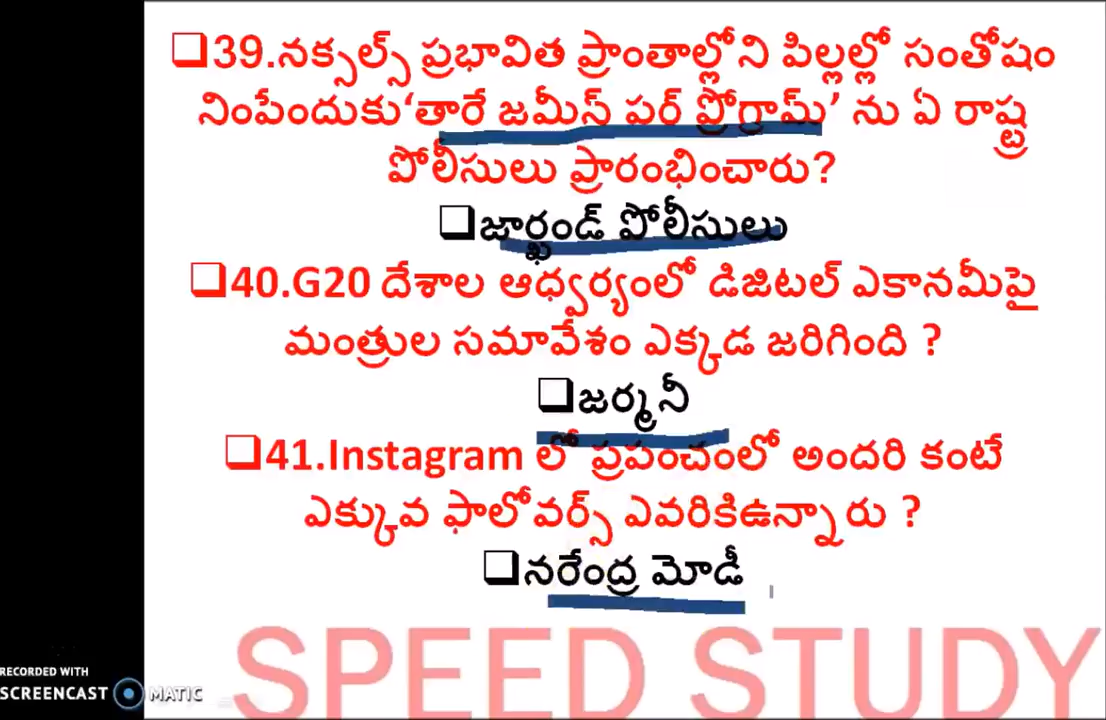 ❑39.నక్సల్స్ ప్రభావిత ప్రాంతాల్లోని పిల్లల్లో సంతోషం
నింపేందుకు‘తారే జమీస్ పర్ ప్రోగ్రామ్’ ను ఏ రాష్ట్ర
పోలీసులు ప్రారంభించారు?
❑జార్ఖండ్ పోలీసులు
❑40.G20 దేశాల ఆధ్వర్యంలో డిజిటల్ ఎకానమీపై
మంత్రుల సమావేశం ఎక్కడ జరిగింది ?
❑జర్మనీ
❑41.Instagram లో ప్రపంచంలో అందరి కంటే
ఎక్కువ ఫాలోవర్స్ ఎవరికిఉన్నారు ?
❑నరేంద్ర మోడీ
SPEED STUDY
RECORDED WITH
SCREENCAST MATIC